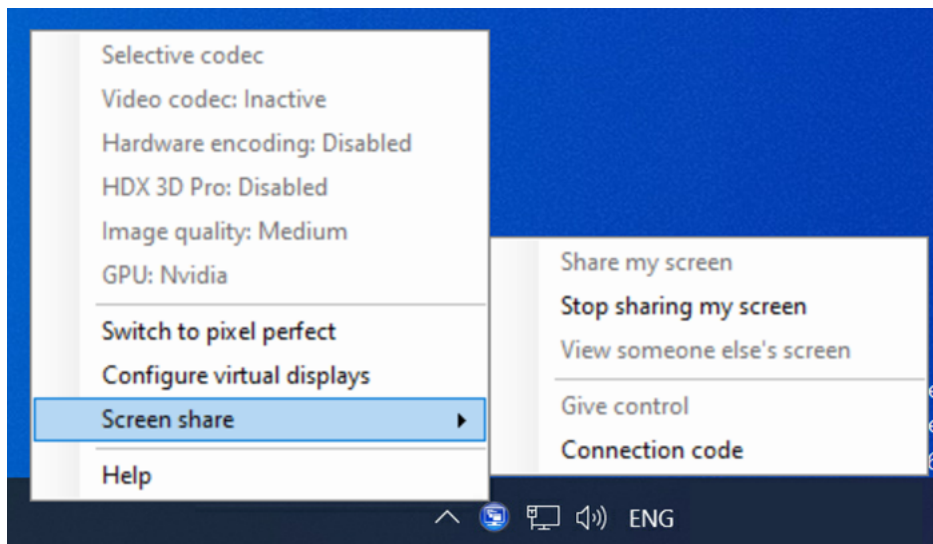 Selective codec
Video codec: Inactive
Hardware encoding: Disabled
HDX 3D Pro: Disabled
Image quality: Medium
GPU: Nvidia
Switch to pixel perfect
Configure virtual displays
Screen share
Help
Share my screen
Stop sharing my screen
View someone else's screen
Give control
Connection code
ENG